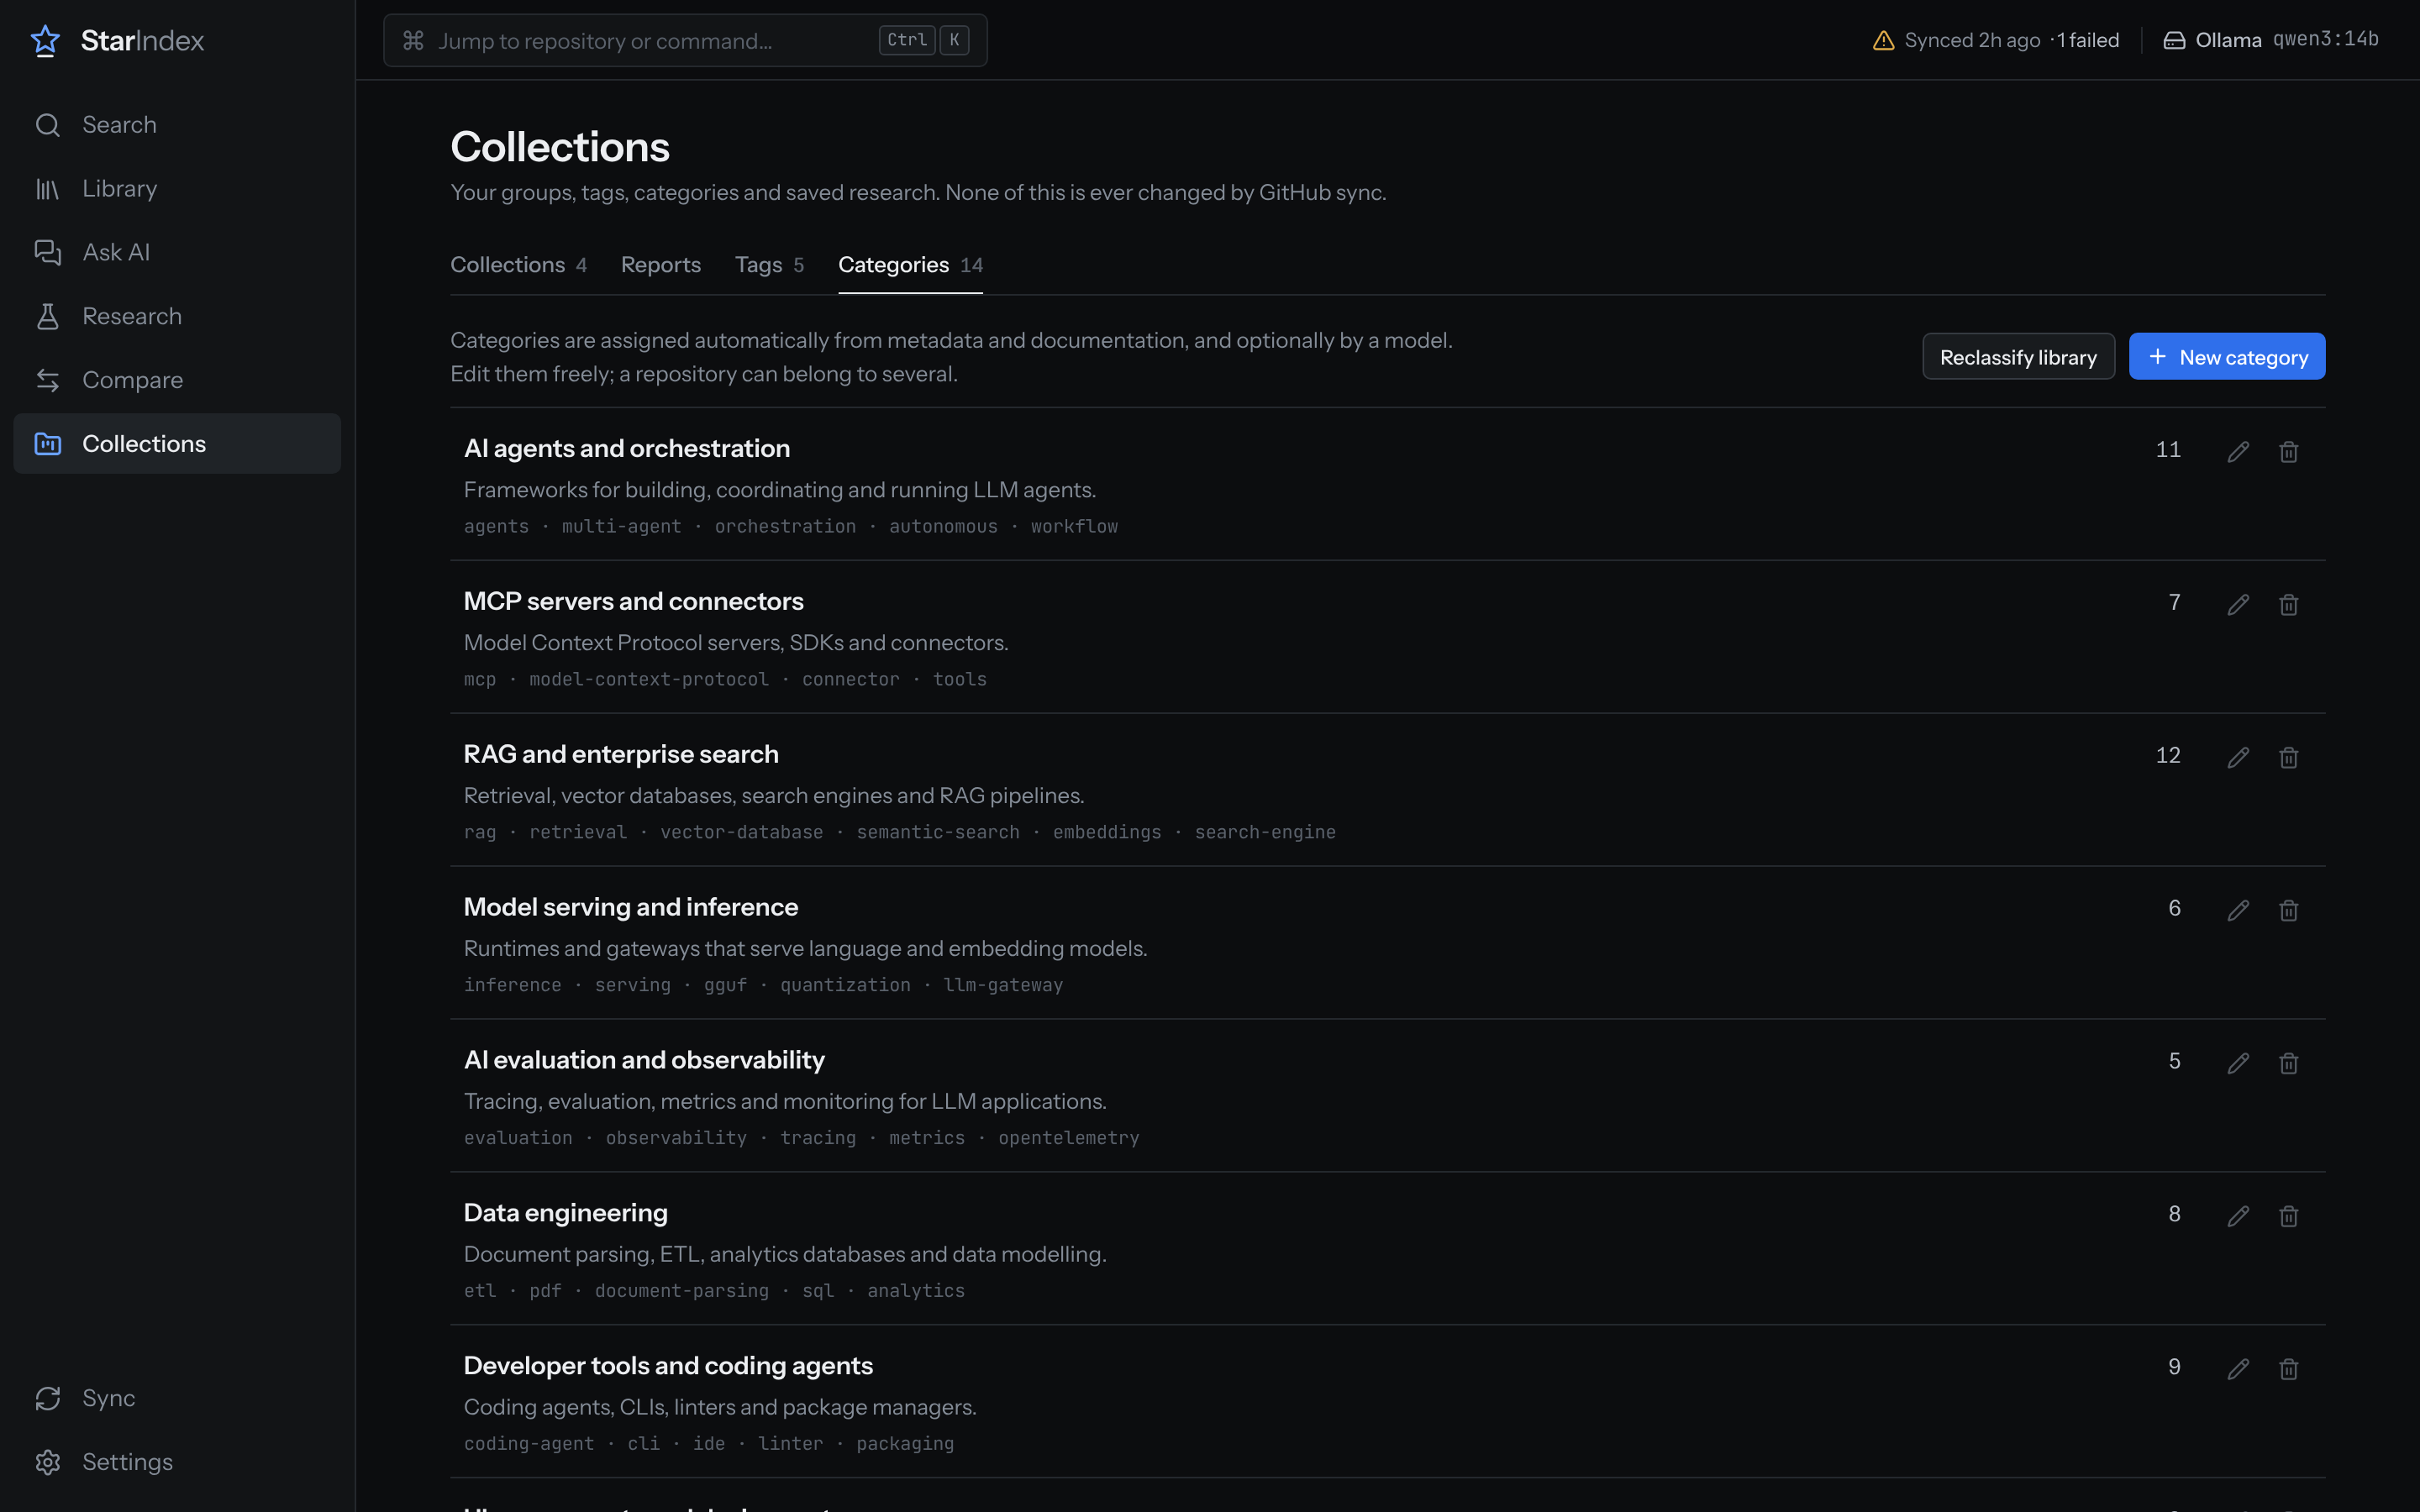 StarIndex
Jump to repository or command...
Ctrl K
Synced 2h ago · 1 failed
Ollama qwen3:14b
Search
Library
Ask AI
Research
Compare
Collections
Sync
Settings
Collections
Your groups, tags, categories and saved research. None of this is ever changed by GitHub sync.
Collections 4 Reports Tags 5 Categories 14
Categories are assigned automatically from metadata and documentation, and optionally by a model.
Edit them freely; a repository can belong to several.
Reclassify library
+ New category
AI agents and orchestration 11
Frameworks for building, coordinating and running LLM agents.
agents · multi-agent · orchestration · autonomous · workflow
MCP servers and connectors 7
Model Context Protocol servers, SDKs and connectors.
mcp · model-context-protocol · connector · tools
RAG and enterprise search 12
Retrieval, vector databases, search engines and RAG pipelines.
rag · retrieval · vector-database · semantic-search · embeddings · search-engine
Model serving and inference 6
Runtimes and gateways that serve language and embedding models.
inference · serving · gguf · quantization · llm-gateway
AI evaluation and observability 5
Tracing, evaluation, metrics and monitoring for LLM applications.
evaluation · observability · tracing · metrics · opentelemetry
Data engineering 8
Document parsing, ETL, analytics databases and data modelling.
etl · pdf · document-parsing · sql · analytics
Developer tools and coding agents 9
Coding agents, CLIs, linters and package managers.
coding-agent · cli · ide · linter · packaging